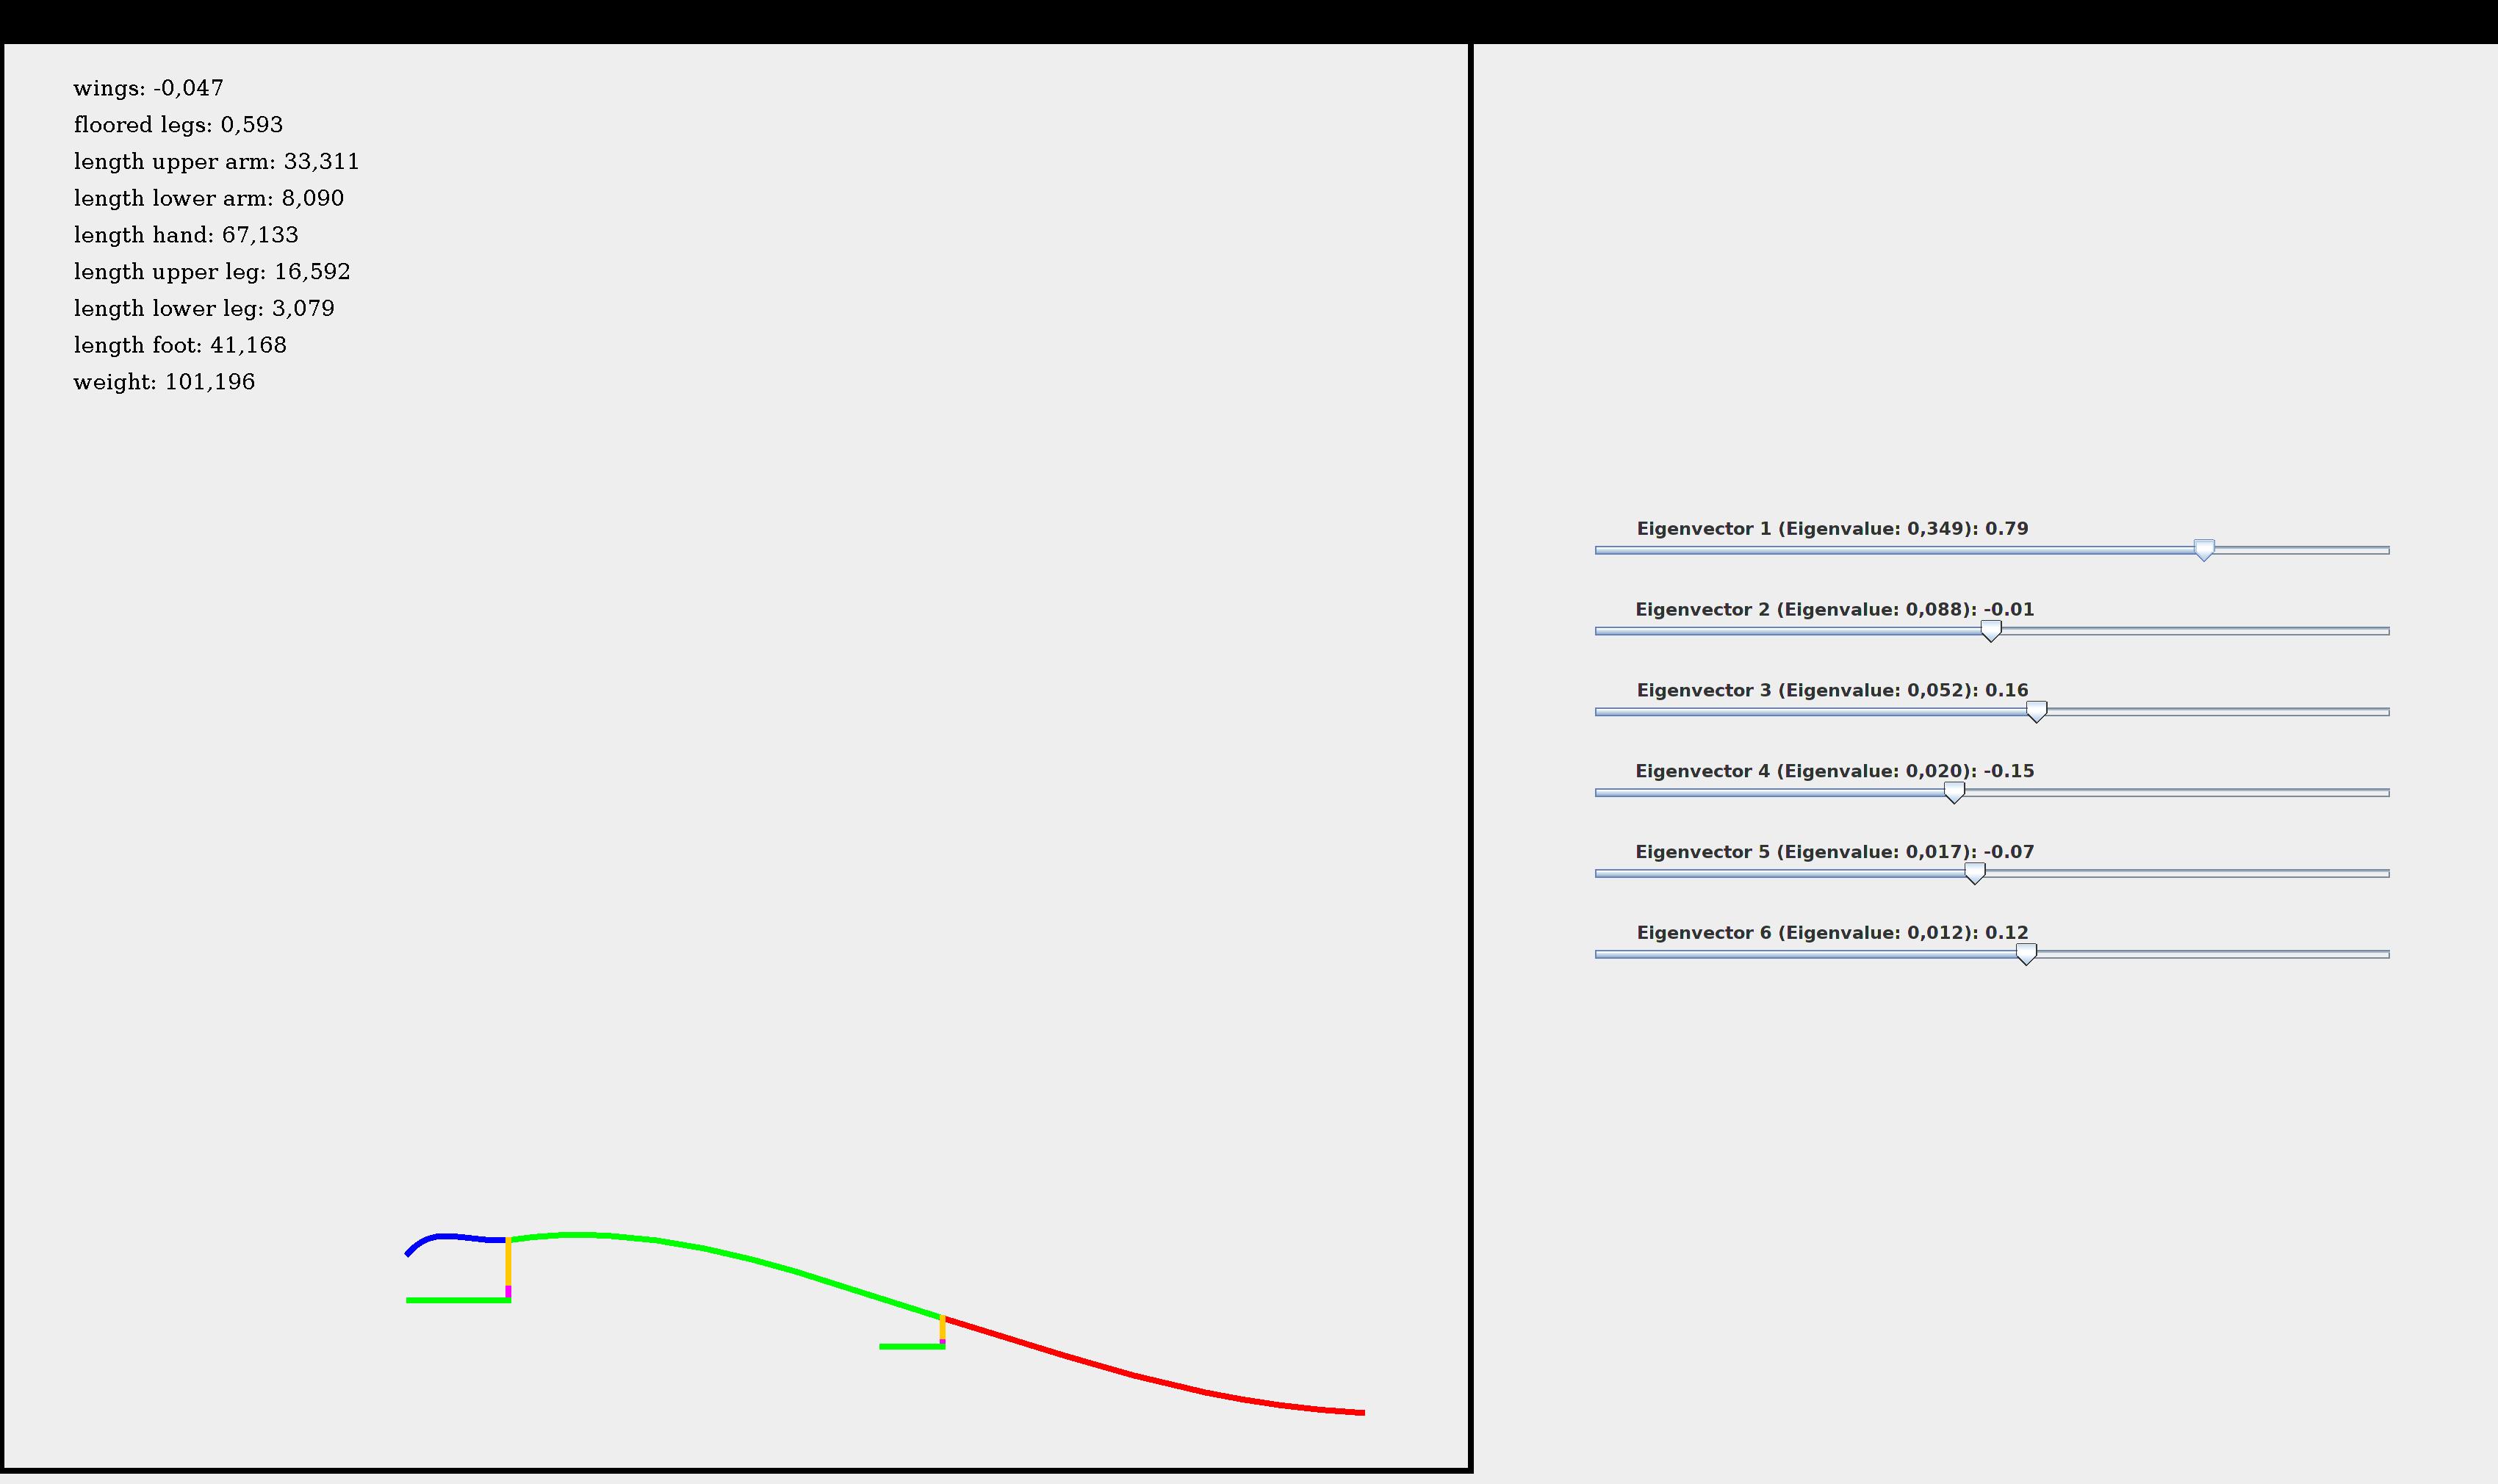 wings: -0,047
floored legs: 0,593
length upper arm: 33,311
length lower arm: 8,090
length hand: 67,133
length upper leg: 16,592
length lower leg: 3,079
length foot: 41,168
weight: 101,196
Eigenvector 1 (Eigenvalue: 0,349): 0.79
Eigenvector 2 (Eigenvalue: 0,088): -0.01
Eigenvector 3 (Eigenvalue: 0,052): 0.16
Eigenvector 4 (Eigenvalue: 0,020): -0.15
Eigenvector 5 (Eigenvalue: 0,017): -0.07
Eigenvector 6 (Eigenvalue: 0,012): 0.12